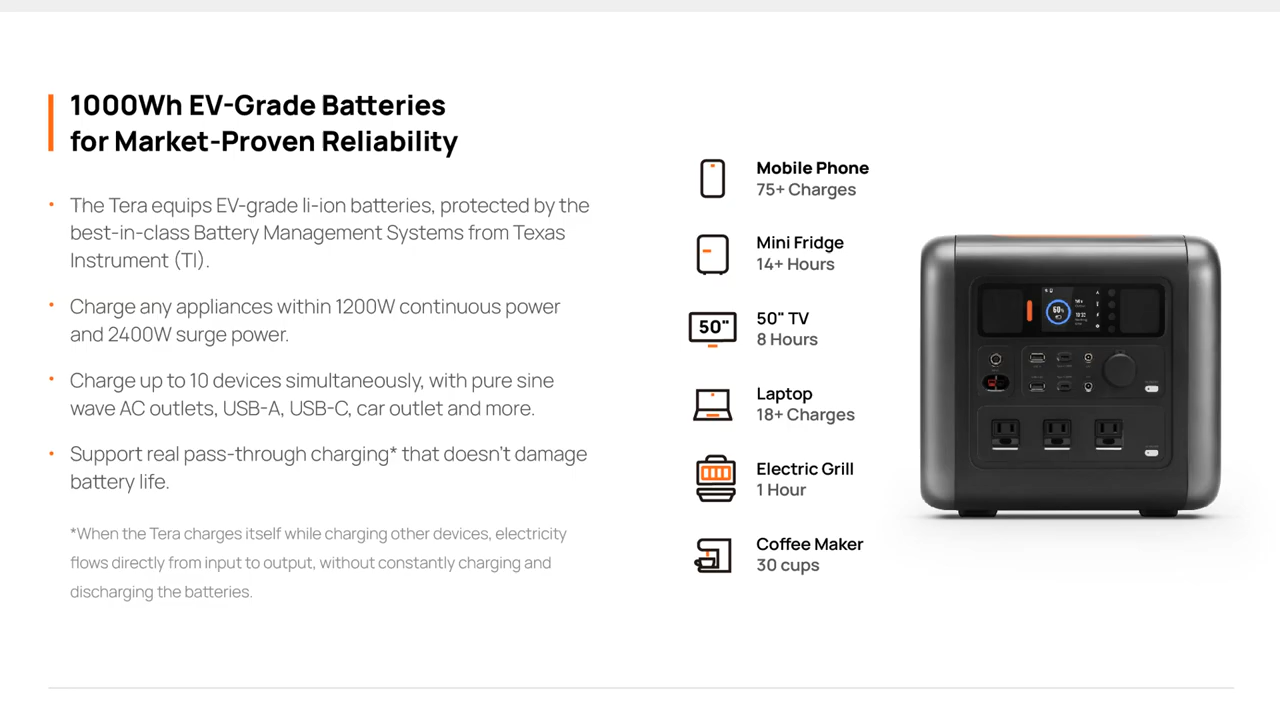 1000Wh EV-Grade Batteries
for Market-Proven Reliability
The Tera equips EV-grade li-ion batteries, protected by the
best-in-class Battery Management Systems from Texas
Instrument (TI).
Charge any appliances within 1200W continuous power
and 2400W surge power.
Charge up to 10 devices simultaneously, with pure sine
wave AC outlets, USB-A, USB-C, car outlet and more.
Support real pass-through charging* that doesn't damage
battery life.
*When the Tera charges itself while charging other devices, electricity
flows directly from input to output, without constantly charging and
discharging the batteries.
Mobile Phone
75+ Charges
Mini Fridge
14+ Hours
50"
50" TV
8 Hours
Laptop
18+ Charges
Electric Grill
1 Hour
Coffee Maker
30 cups
60%